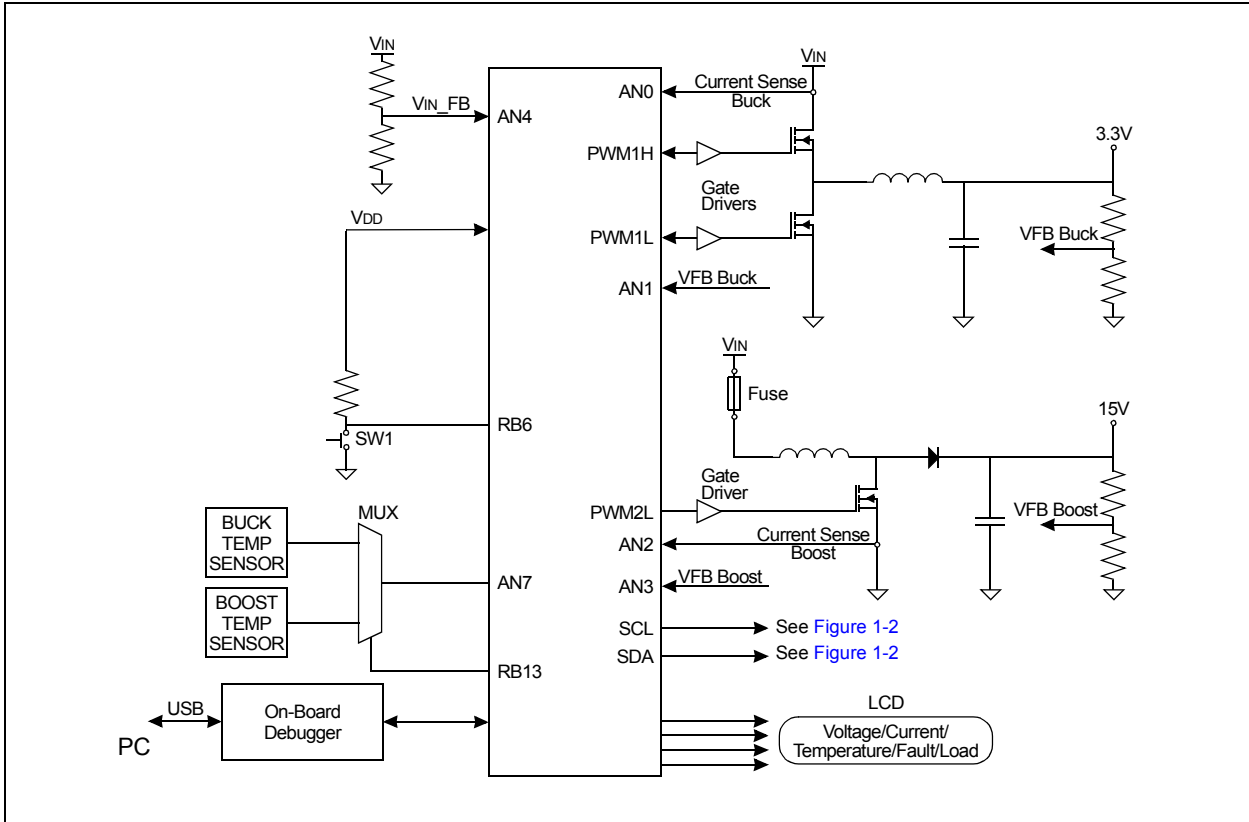 VIN
VIN_FB
AN4
VDD
RB6
SW1
BUCK
TEMP
SENSOR
BOOST
TEMP
SENSOR
MUX
AN7
RB13
USB
PC
On-Board
Debugger
AN0
PWM1H
PWM1L
AN1
PWM2L
AN2
AN3
SCL
SDA
VIN
Current Sense
Buck
Gate
Drivers
VFB Buck
3.3V
VFB Buck
VIN
Fuse
15V
Gate
Driver
Current Sense
Boost
VFB Boost
VFB Boost
See Figure 1-2
See Figure 1-2
LCD
Voltage/Current/
Temperature/Fault/Load